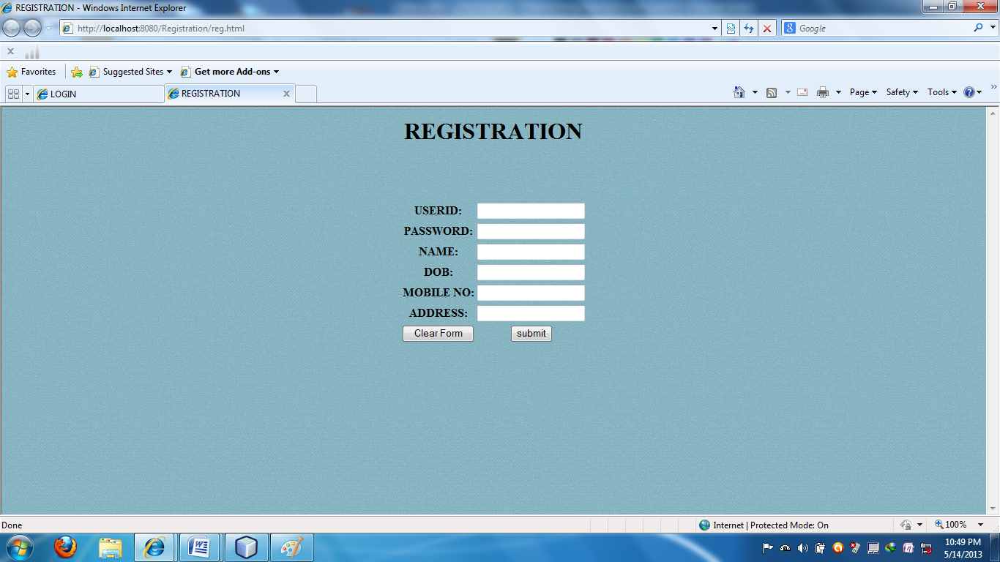 REGISTRATION - Windows Internet Explorer
http://localhost:8080/Registration/reg.html
Google
Favorites Suggested Sites Get more Add-ons
LOGIN REGISTRATION Page Safety Tools
REGISTRATION
USERID:
PASSWORD:
NAME:
DOB:
MOBILE NO:
ADDRESS:
Clear Form submit
Done Internet | Protected Mode: On 100%
10:49 PM
5/14/2013